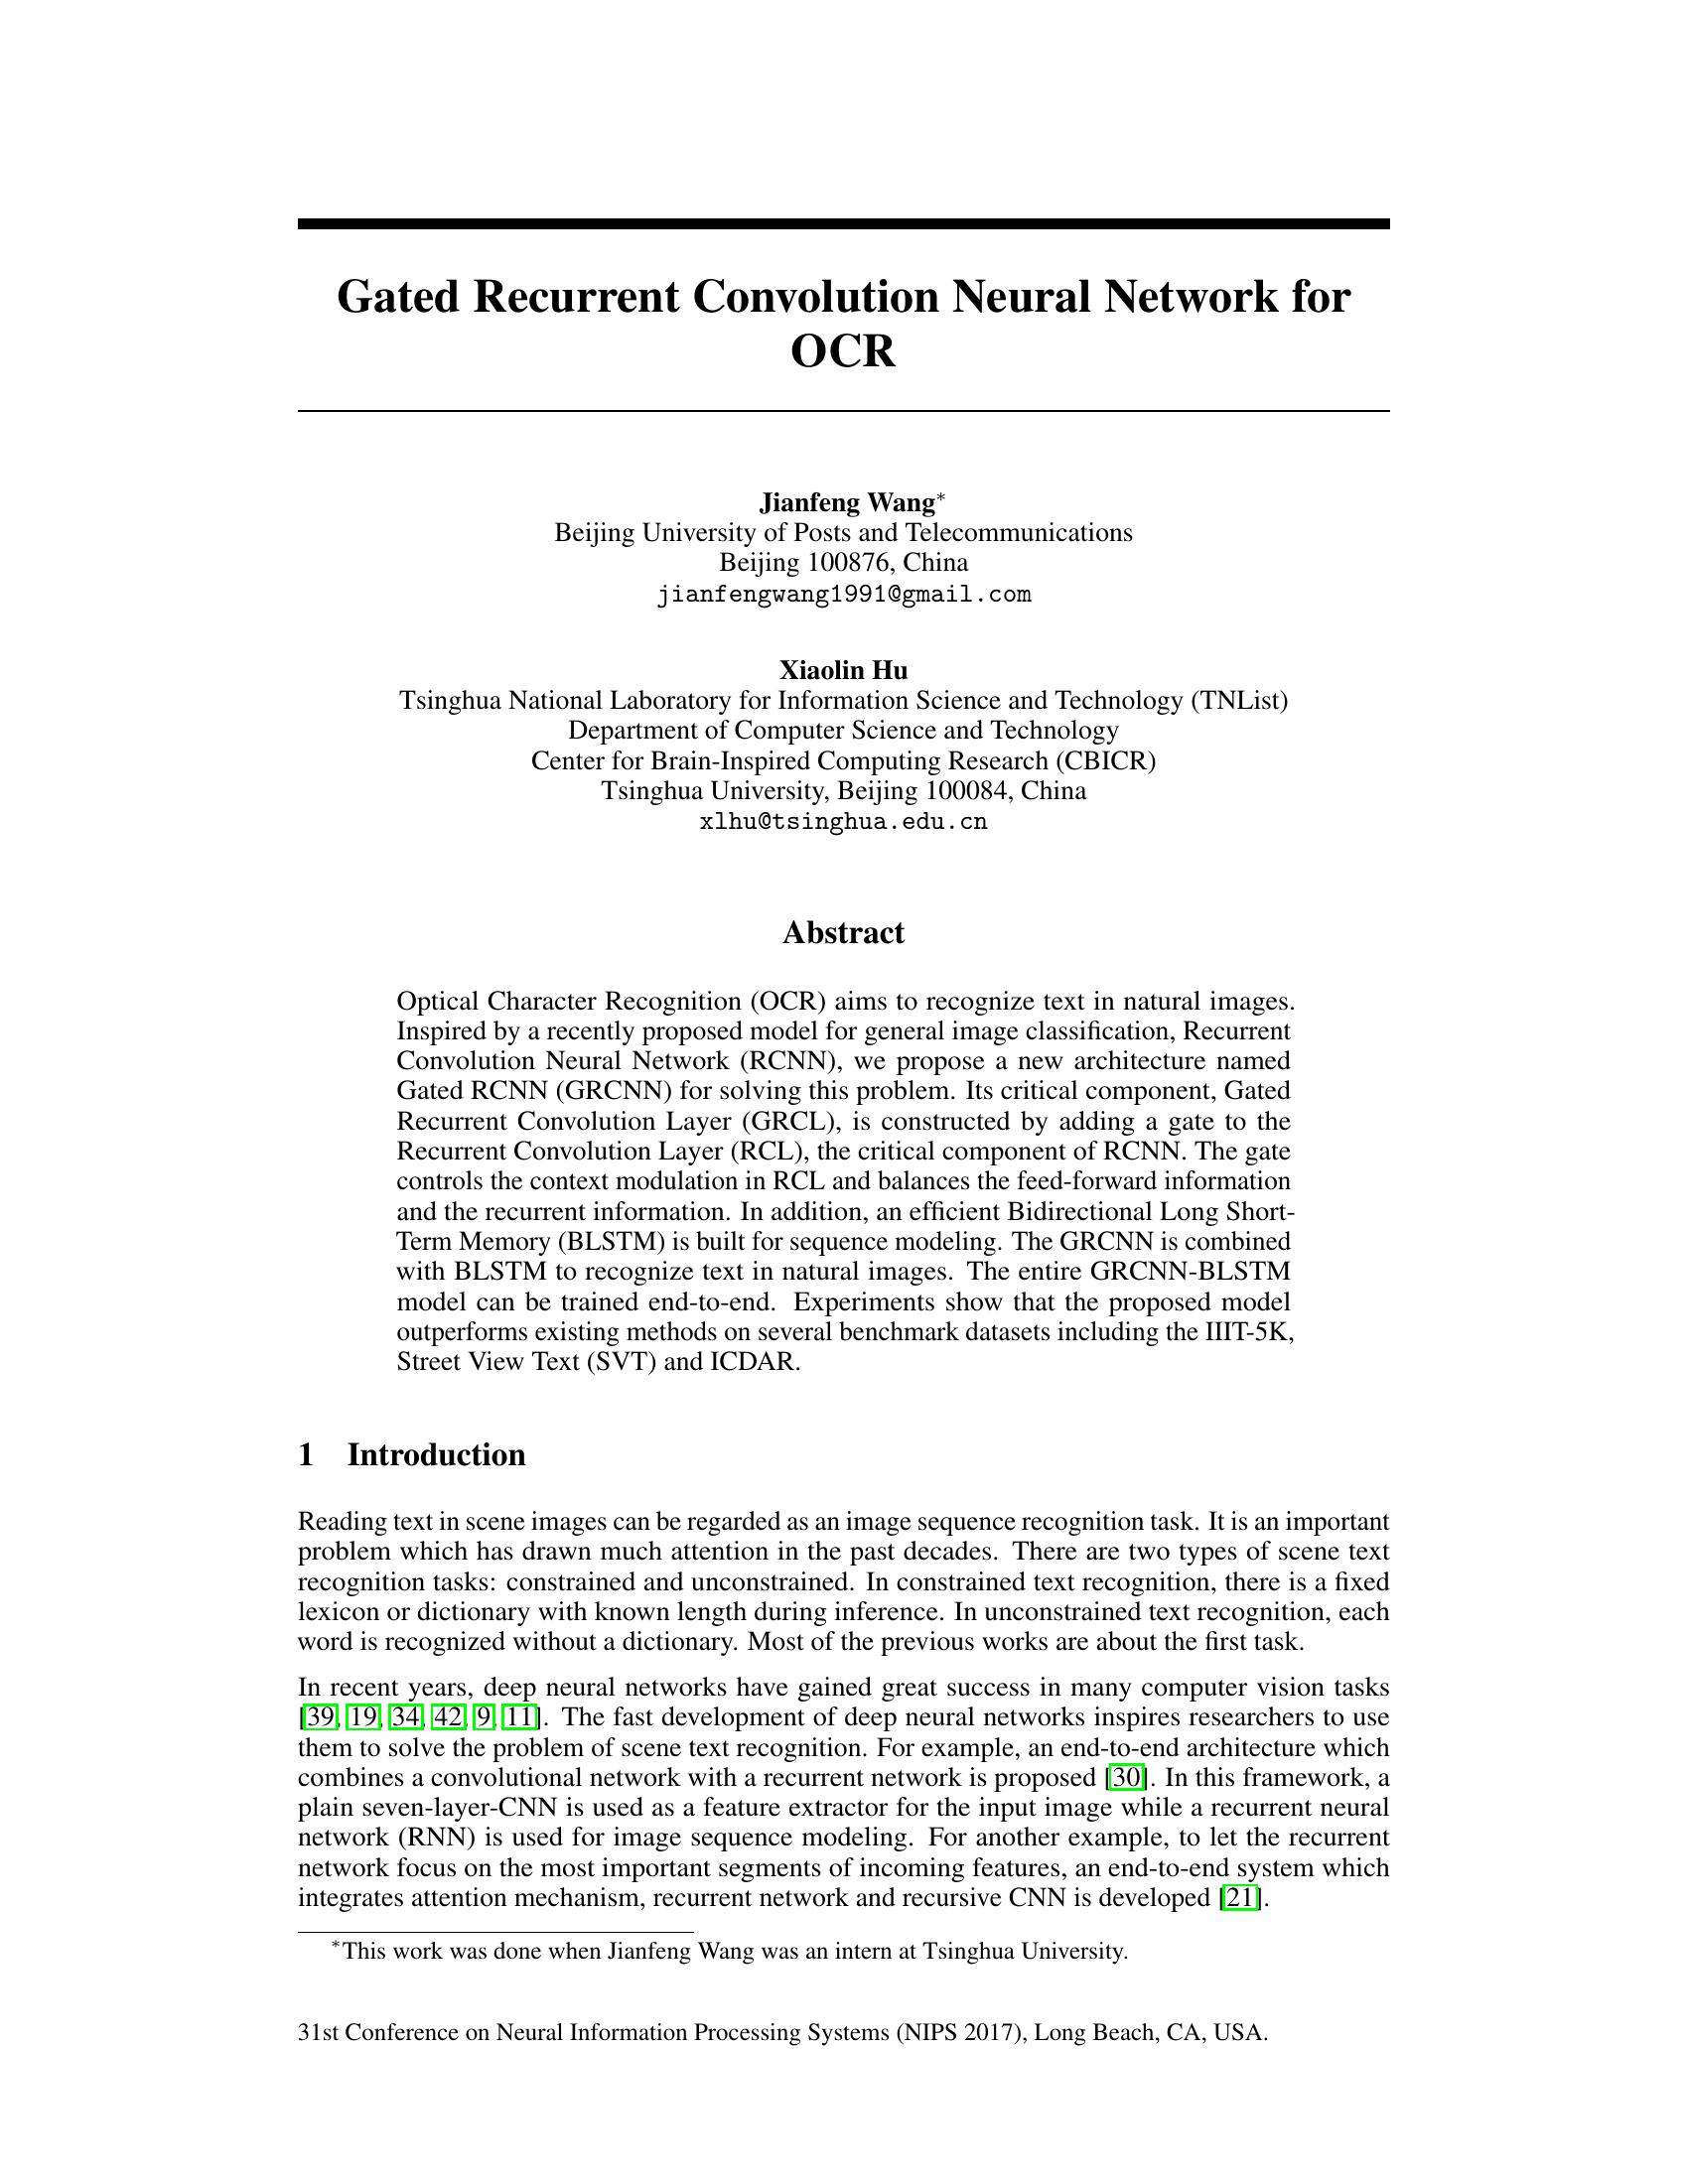 Gated Recurrent Convolution Neural Network for
OCR
Jianfeng Wang*
Beijing University of Posts and Telecommunications
Beijing 100876, China
jianfengwang1991@gmail.com
Xiaolin Hu
Tsinghua National Laboratory for Information Science and Technology (TNList)
Department of Computer Science and Technology
Center for Brain-Inspired Computing Research (CBICR)
Tsinghua University, Beijing 100084, China
xlhu@tsinghua.edu.cn
Abstract
Optical Character Recognition (OCR) aims to recognize text in natural images.
Inspired by a recently proposed model for general image classification, Recurrent
Convolution Neural Network (RCNN), we propose a new architecture named
Gated RCNN (GRCNN) for solving this problem. Its critical component, Gated
Recurrent Convolution Layer (GRCL), is constructed by adding a gate to the
Recurrent Convolution Layer (RCL), the critical component of RCNN. The gate
controls the context modulation in RCL and balances the feed-forward information
and the recurrent information. In addition, an efficient Bidirectional Long Short-
Term Memory (BLSTM) is built for sequence modeling. The GRCNN is combined
with BLSTM to recognize text in natural images. The entire GRCNN-BLSTM
model can be trained end-to-end. Experiments show that the proposed model
outperforms existing methods on several benchmark datasets including the IIIT-5K,
Street View Text (SVT) and ICDAR.
1 Introduction
Reading text in scene images can be regarded as an image sequence recognition task. It is an important
problem which has drawn much attention in the past decades. There are two types of scene text
recognition tasks: constrained and unconstrained. In constrained text recognition, there is a fixed
lexicon or dictionary with known length during inference. In unconstrained text recognition, each
word is recognized without a dictionary. Most of the previous works are about the first task.
In recent years, deep neural networks have gained great success in many computer vision tasks
[39, 19, 34, 42, 9, 11]. The fast development of deep neural networks inspires researchers to use
them to solve the problem of scene text recognition. For example, an end-to-end architecture which
combines a convolutional network with a recurrent network is proposed [30]. In this framework, a
plain seven-layer-CNN is used as a feature extractor for the input image while a recurrent neural
network (RNN) is used for image sequence modeling. For another example, to let the recurrent
network focus on the most important segments of incoming features, an end-to-end system which
integrates attention mechanism, recurrent network and recursive CNN is developed [21].
*This work was done when Jianfeng Wang was an intern at Tsinghua University.
31st Conference on Neural Information Processing Systems (NIPS 2017), Long Beach, CA, USA.